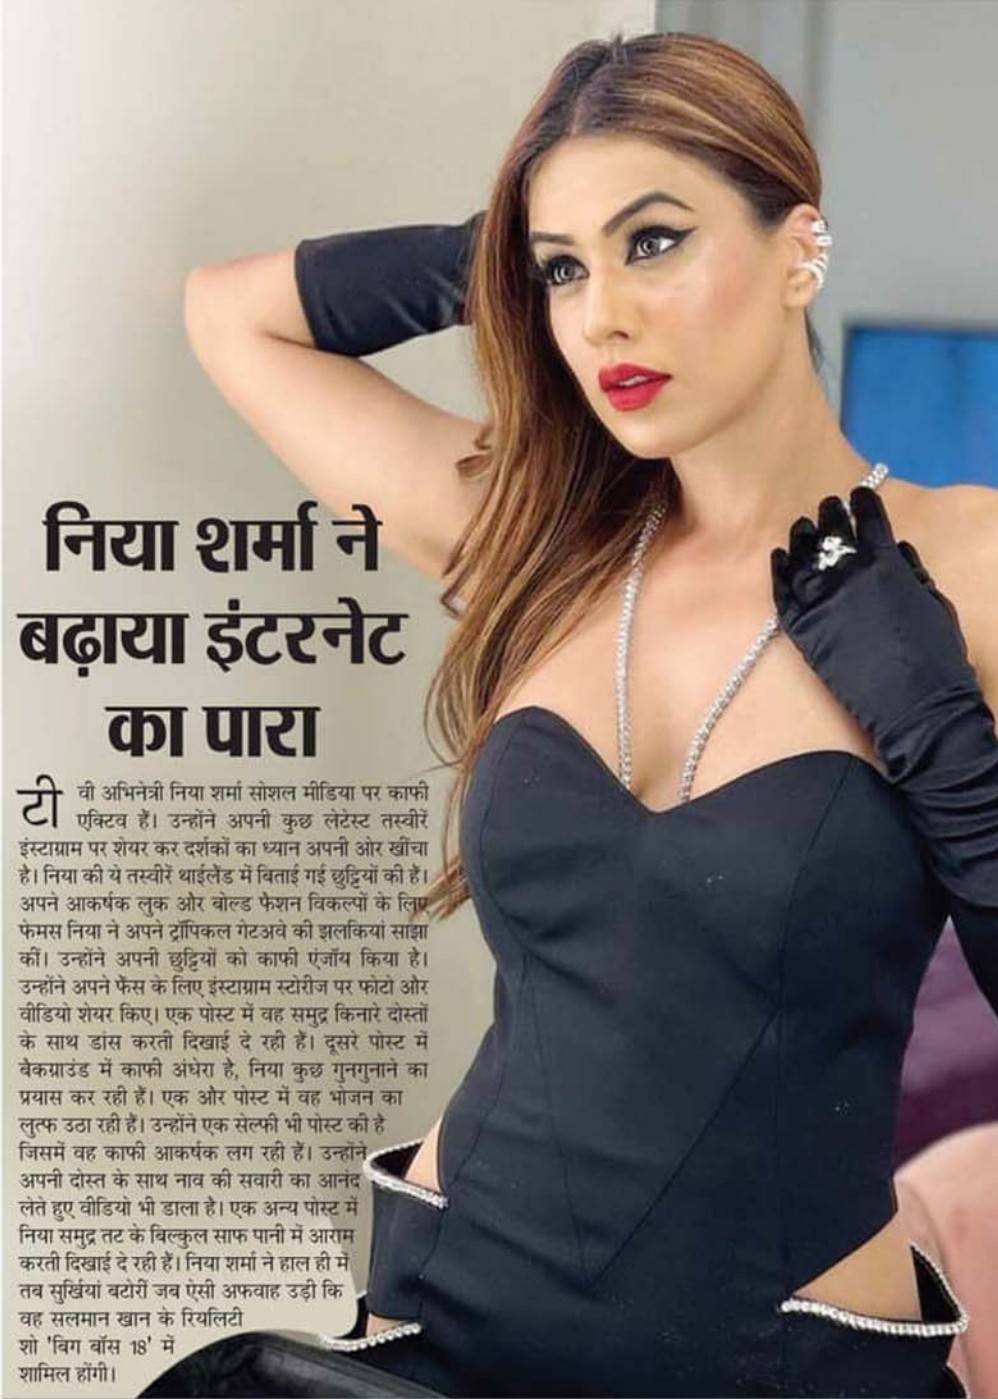 निया शर्मा ने
बढ़ाया इंटरनेट
का पारा
टीवी अभिनेत्री निया शर्मा सोशल मीडिया पर काफी
एक्टिव हैं। उन्होंने अपनी कुछ लेटेस्ट तस्वीरें
इंस्टाग्राम पर शेयर कर दर्शकों का ध्यान अपनी ओर खींचा
है। निया की ये तस्वीरें थाईलैंड में बिताई गई छुट्टियों की हैं।
अपने आकर्षक लुक और बोल्ड फैशन विकल्पों के लिए
फेमस निया ने अपने ट्रॉपिकल गेटअवे की झलकियां साझा
कीं। उन्होंने अपनी छुट्टियों को काफी एंजॉय किया है।
उन्होंने अपने फैंस के लिए इंस्टाग्राम स्टोरीज पर फोटो और
वीडियो शेयर किए। एक पोस्ट में वह समुद्र किनारे दोस्तों
के साथ डांस करती दिखाई दे रही हैं। दूसरे पोस्ट में
बैकग्राउंड में काफी अंधेरा है, निया कुछ गुनगुनाने का
प्रयास कर रही हैं। एक और पोस्ट में वह भोजन का
लुत्फ उठा रही हैं। उन्होंने एक सेल्फी भी पोस्ट की है
जिसमें वह काफी आकर्षक लग रही हैं। उन्होंने
अपनी दोस्त के साथ नाव की सवारी का आनंद
लेते हुए वीडियो भी डाला है। एक अन्य पोस्ट में
निया समुद्र तट के बिल्कुल साफ पानी में आराम
करती दिखाई दे रही हैं। निया शर्मा ने हाल ही में
तब सुर्खियां बटोरीं जब ऐसी अफवाह उड़ी कि
वह सलमान खान के रियलिटी
शो 'बिग बॉस 18' में
शामिल होंगी।